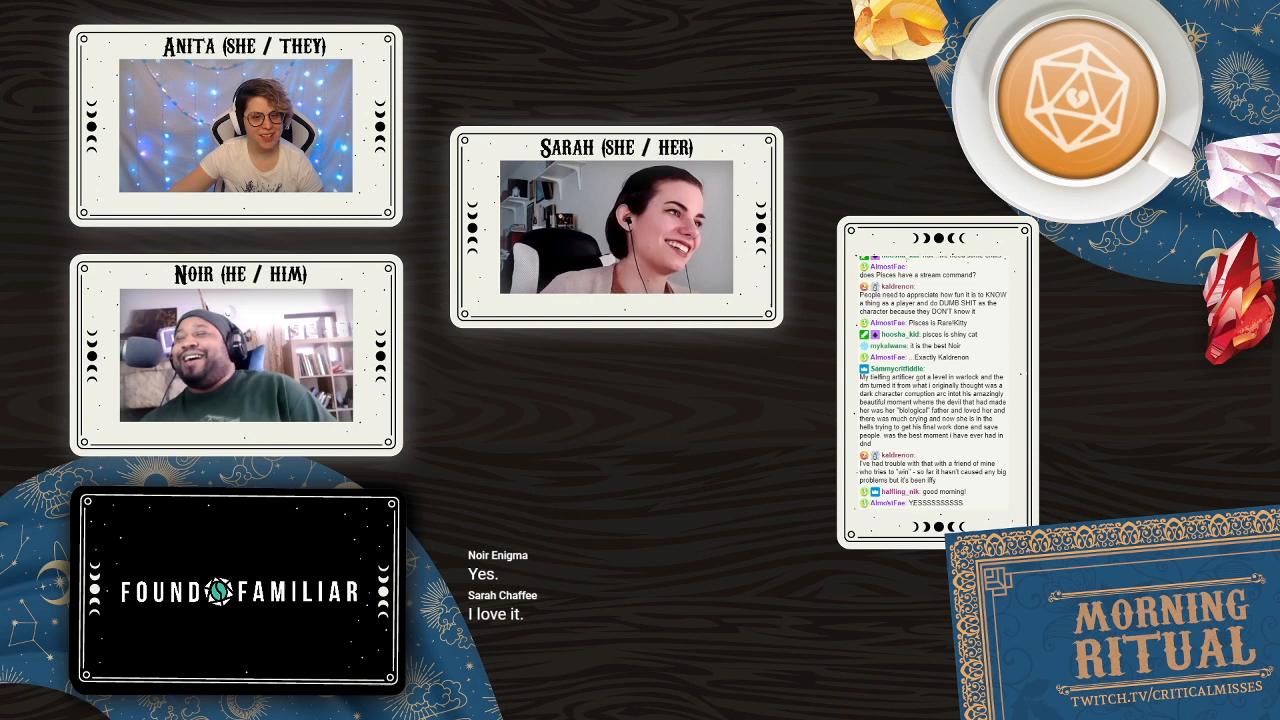 ANITA (SHE / THEY)
SARAH (SHE / HER)
NOIR (HE / HIM)
FOUND FAMILIAR
Noir Enigma
Yes.
Sarah Chaffee
I love it.
AlmostFae:
does Pisces have a stream command?
kaldrenon:
People need to appreciate how fun it is to KNOW
a thing as a player and do DUMB SHIT as the
character because they DON'T know it
AlmostFae: Pisces is Rare!Kitty
hoosha_kid: pisces is shiny cat
mykalwane: it is the best Noir
AlmostFae: ...Exactly Kaldrenon
Sammycritfiddle:
My tiefling artificer got a level in warlock and the
dm turned it from what i originally thought was a
dark character corruption arc intot his amazingly
beautiful moment wherre the devil that had made
her was her "biological" father and loved her and
there was much crying and now she is in the
hells trying to get his final work done and save
people. was the best moment i have ever had in
dnd
kaldrenon:
I've had trouble with that with a friend of mine
who tries to "win" - so far it hasn't caused any big
problems but it's been iffy
halfling_nik: good morning!
AlmostFae: YESSSSSSSSSS
MORNING
RITUAL
TWITCH.TV/CRITICALMISSES